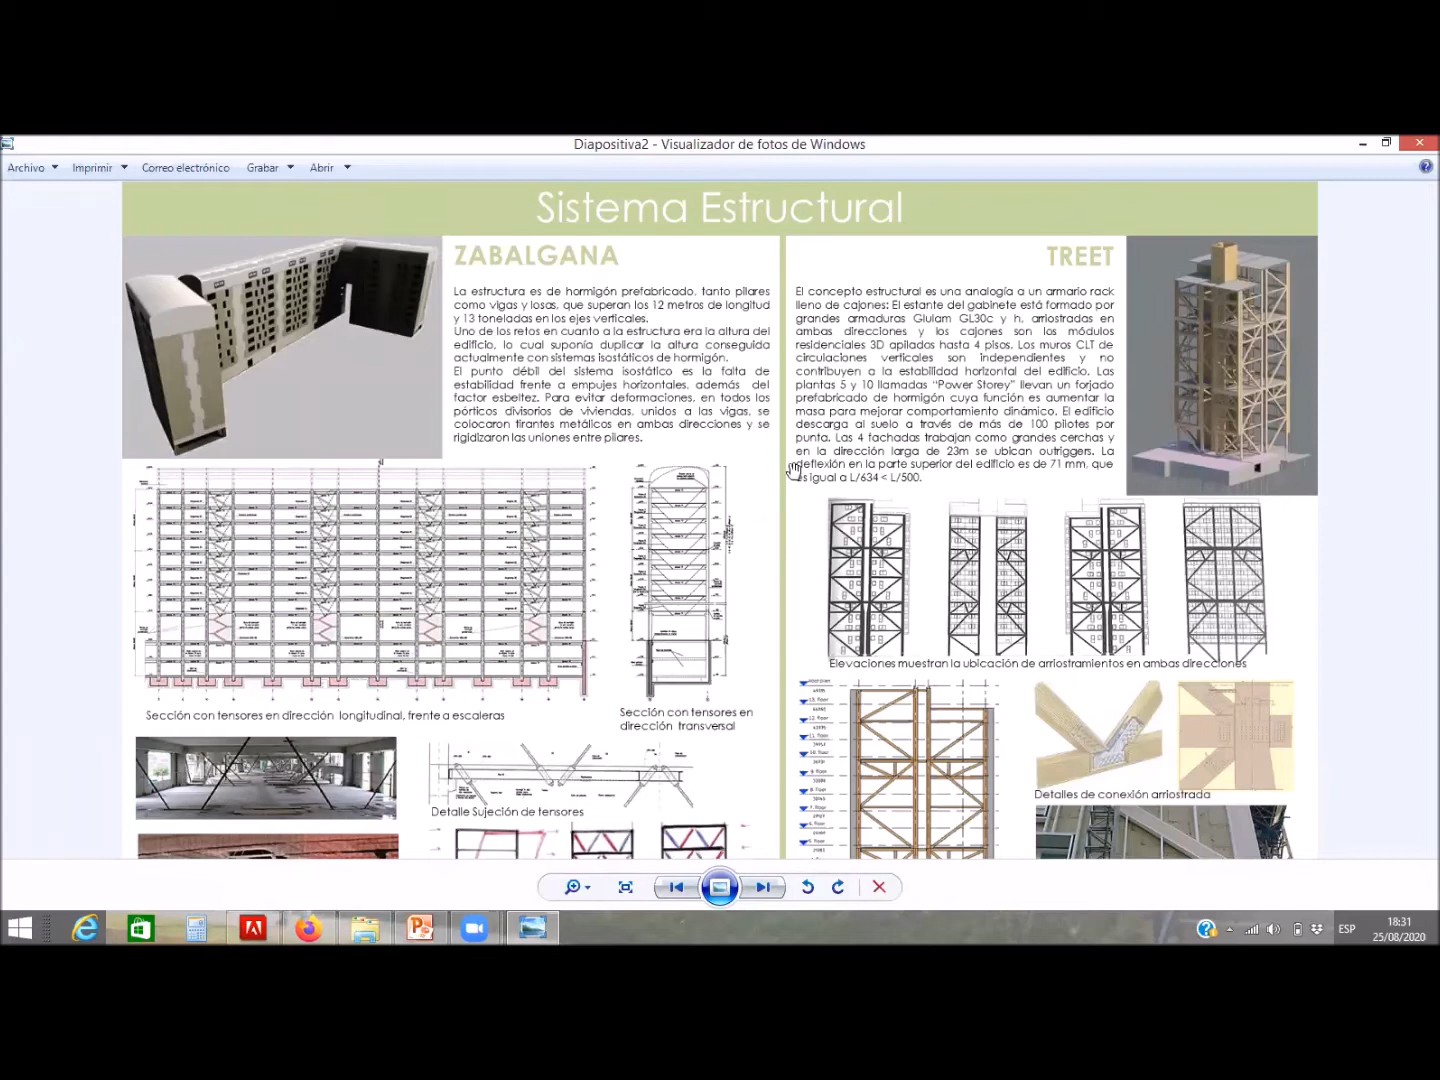 Diapositiva2 - Visualizador de fotos de Windows
Archivo Imprimir Correo electrónico Grabar Abrir
Sistema Estructural
ZABALGANA
La estructura es de hormigón prefabricado, tanto pilares
como vigas y losas, que superan los 12 metros de longitud
y 13 toneladas en los ejes verticales.
Uno de los retos en cuanto a la estructura era la altura del
edificio, lo cual suponía duplicar la altura conseguida
actualmente con sistemas isostáticos de hormigón.
El punto débil del sistema isostático es la falta de
estabilidad frente a empujes horizontales, además del
factor esbeltez. Para evitar deformaciones, en todos los
pórticos divisorios de viviendas, unidos a las vigas, se
colocaron tirantes metálicos en ambas direcciones y se
rigidizaron las uniones entre pilares.
Sección con tensores en dirección longitudinal, frente a escaleras
Sección con tensores en
dirección transversal
Detalle Sujeción de tensores
TREET
El concepto estructural es una analogía a un armario rack
lleno de cajones: El estante del gabinete está formado por
grandes armaduras Glulam GL30c y h, arriostradas en
ambas direcciones y los cajones son los módulos
residenciales 3D apilados hasta 4 pisos. Los muros CLT de
circulaciones verticales son independientes y no
contribuyen a la estabilidad horizontal del edificio. Las
plantas 5 y 10 llamadas "Power Storey" llevan un forjado
prefabricado de hormigón cuya función es aumentar la
masa para mejorar comportamiento dinámico. El edificio
descarga al suelo a través de más de 100 pilotes por
punta. Las 4 fachadas trabajan como grandes cerchas y
en la dirección larga de 23m se ubican outriggers. La
deflexión en la parte superior del edificio es de 71 mm, que
es igual a L/634 < L/500.
Elevaciones muestran la ubicación de arriostramientos en ambas direcciones
Detalles de conexión arriostrada
ESP
18:31
25/08/2020